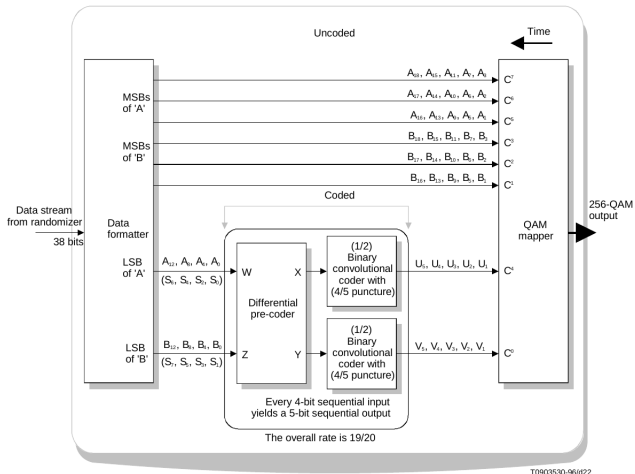 Uncoded
Time
A₁₈, A₁₅, A₁₁, A₇, A₃
C⁷
MSBs
of 'A'
A₁₇, A₁₄, A₁₀, A₆, A₂
C⁶
A₁₆, A₁₃, A₉, A₅, A₁
C⁵
MSBs
of 'B'
B₁₈, B₁₅, B₁₁, B₇, B₃
C³
B₁₇, B₁₄, B₁₀, B₆, B₂
C²
B₁₆, B₁₃, B₉, B₅, B₁
C¹
Coded
Data stream
from randomizer
38 bits
Data
formatter
QAM
mapper
256-QAM
output
LSB
of 'A'
A₁₂, A₈, A₄, A₀
(S₆, S₄, S₂, S₀)
W
X
Differential
pre-coder
(1/2)
Binary
convolutional
coder with
(4/5 puncture)
U₅, U₄, U₃, U₂, U₁
C⁴
LSB
of 'B'
B₁₂, B₈, B₄, B₀
(S₇, S₅, S₃, S₁)
Z
Y
(1/2)
Binary
convolutional
coder with
(4/5 puncture)
V₅, V₄, V₃, V₂, V₁
C⁰
Every 4-bit sequential input
yields a 5-bit sequential output
The overall rate is 19/20
T0903530-96/d22